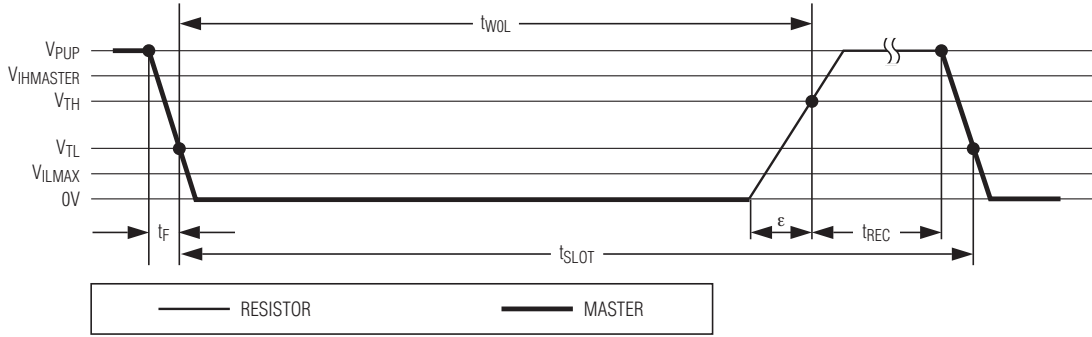 tW0L
VPUP
VIHMASTER
VTH
VTL
VILMAX
0V
tF
ε
tREC
tSLOT
RESISTOR
MASTER